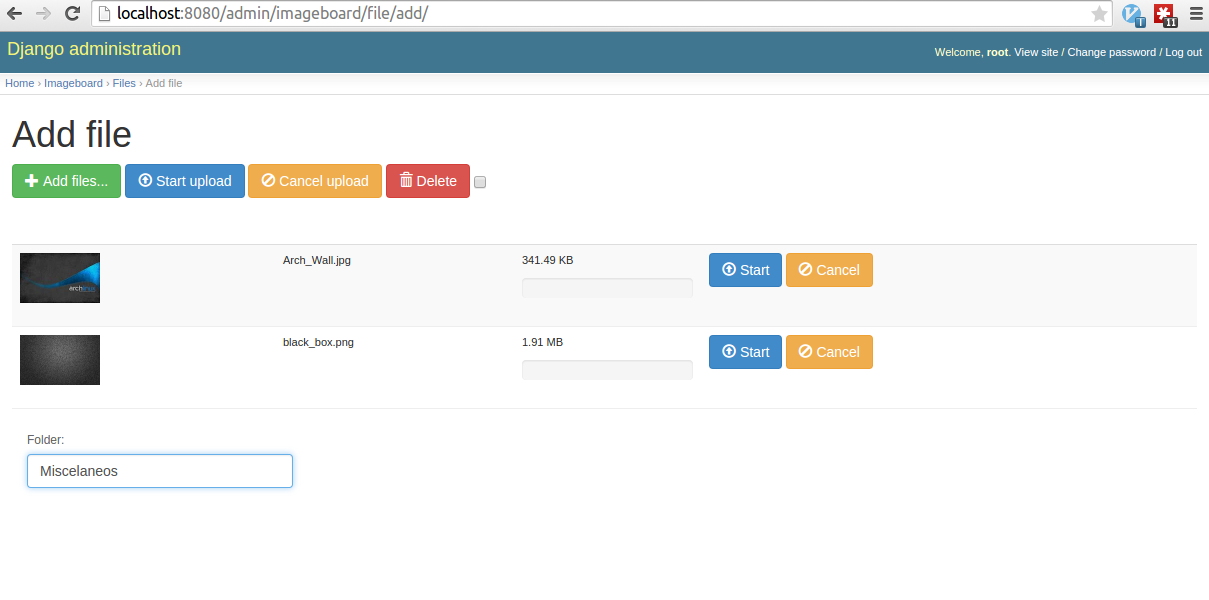 localhost:8080/admin/imageboard/file/add/
11
Django administration
Welcome, root. View site / Change password / Log out
Home › Imageboard › Files › Add file
Add file
Add files... Start upload Cancel upload Delete
archlinux Arch_Wall.jpg 341.49 KB Start Cancel
black_box.png 1.91 MB Start Cancel
Folder:
Miscelaneos